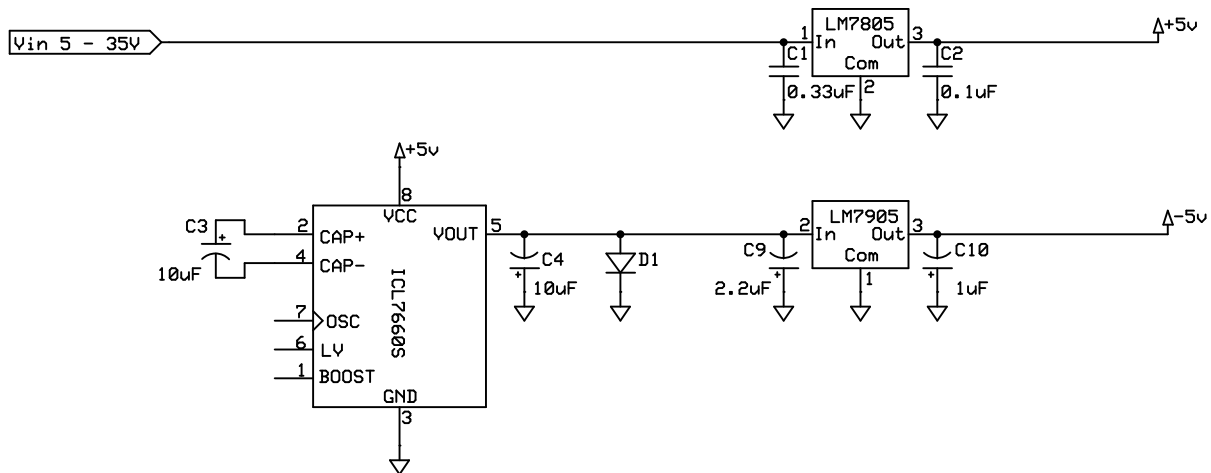 Vin 5 - 35V
1
LM7805
In Out
Com
3
2
C1
0.33uF
C2
0.1uF
+5v
+5v
8
VCC
C3
+
10uF
2
CAP+
4
CAP-
VOUT
5
ICL7660S
7
OSC
6
LV
1
BOOST
GND
3
C4
+
10uF
D1
C9
+
2.2uF
2
LM7905
In Out
Com
3
1
C10
+
1uF
-5v